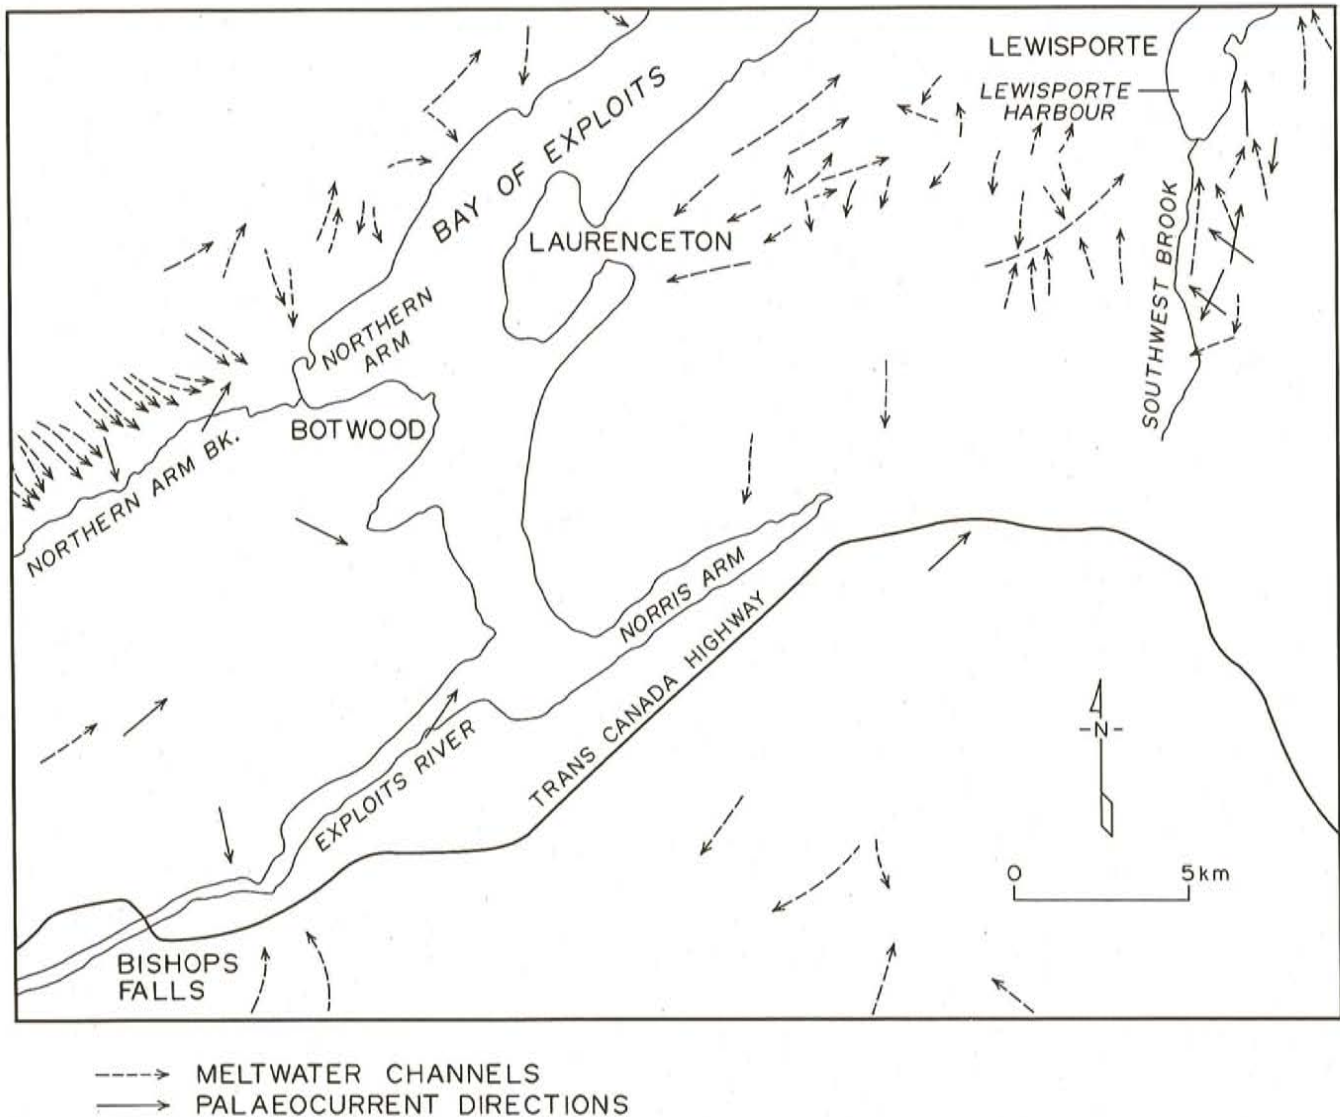 LEWISPORTE
LEWISPORTE
HARBOUR
BAY OF EXPLOITS
LAURENCETON
SOUTHWEST BROOK
NORTHERN
ARM
BOTWOOD
NORTHERN ARM BK.
NORRIS ARM
TRANS CANADA HIGHWAY
EXPLOITS RIVER
-N-
0 5km
BISHOPS
FALLS
MELTWATER CHANNELS
PALAEOCURRENT DIRECTIONS